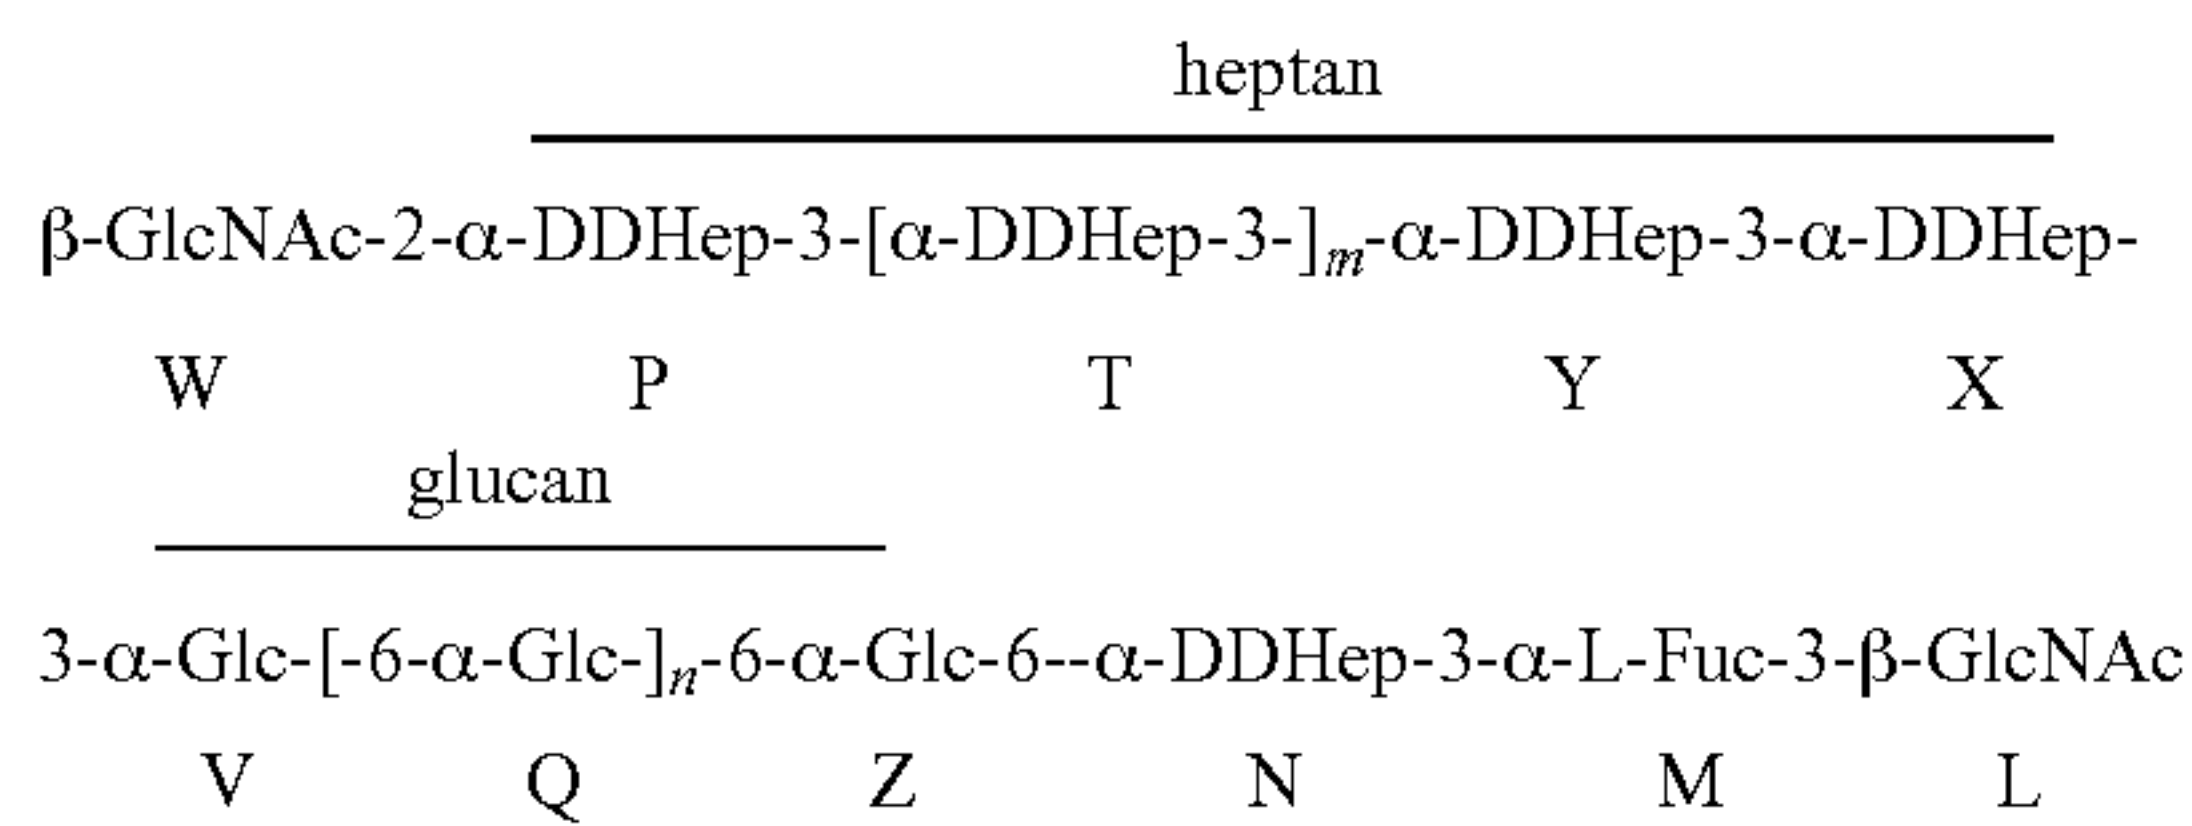 heptan
β-GlcNAc-2-α-DDHep-3-[α-DDHep-3-]m-α-DDHep-3-α-DDHep-
W P T Y X
glucan
3-α-Glc-[-6-α-Glc-]n-6-α-Glc-6--α-DDHep-3-α-L-Fuc-3-β-GlcNAc
V Q Z N M L